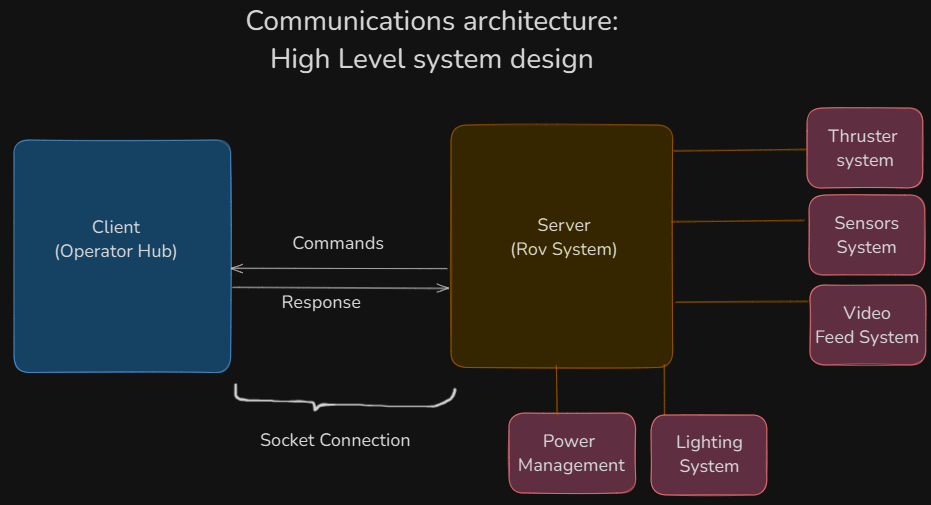 Communications architecture:
High Level system design
Client
(Operator Hub)
Commands
Response
Socket Connection
Server
(Rov System)
Thruster
system
Sensors
System
Video
Feed System
Power
Management
Lighting
System